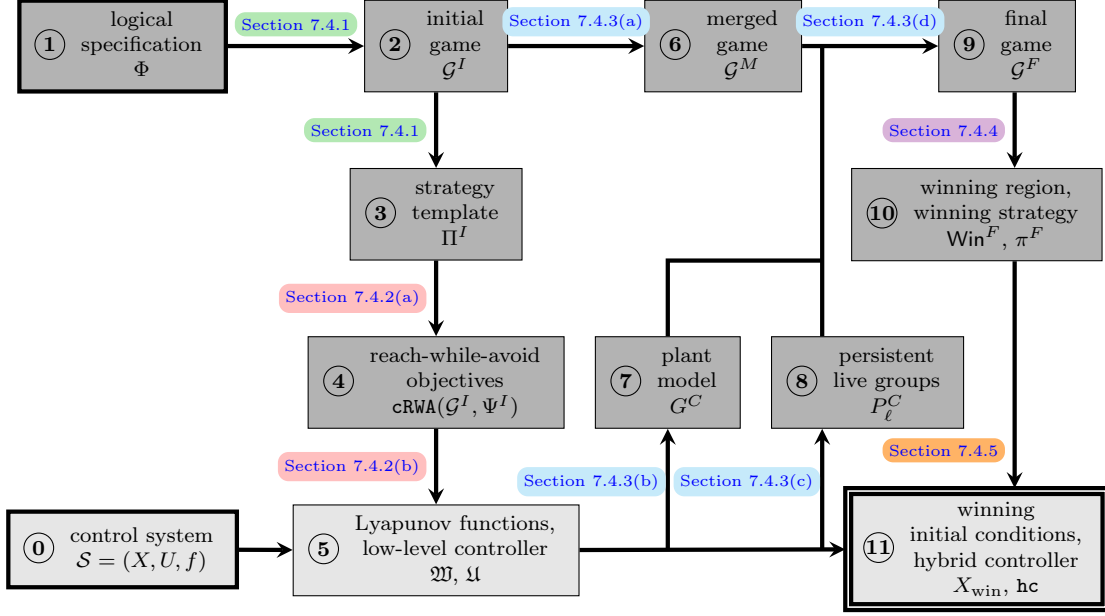 1
logical
specification
Φ
Section 7.4.1
2
initial
game
𝒢^I
Section 7.4.3(a)
6
merged
game
𝒢^M
Section 7.4.3(d)
9
final
game
𝒢^F
Section 7.4.1
Section 7.4.4
3
strategy
template
Π^I
10
winning region,
winning strategy
Win^F, π^F
Section 7.4.2(a)
4
reach-while-avoid
objectives
cRWA(𝒢^I, Ψ^I)
7
plant
model
G^C
8
persistent
live groups
P_ℓ^C
Section 7.4.2(b)
Section 7.4.3(b)
Section 7.4.3(c)
Section 7.4.5
0
control system
𝒮 = (X, U, f)
5
Lyapunov functions,
low-level controller
𝔚, 𝔘
11
winning
initial conditions,
hybrid controller
X_win, hc